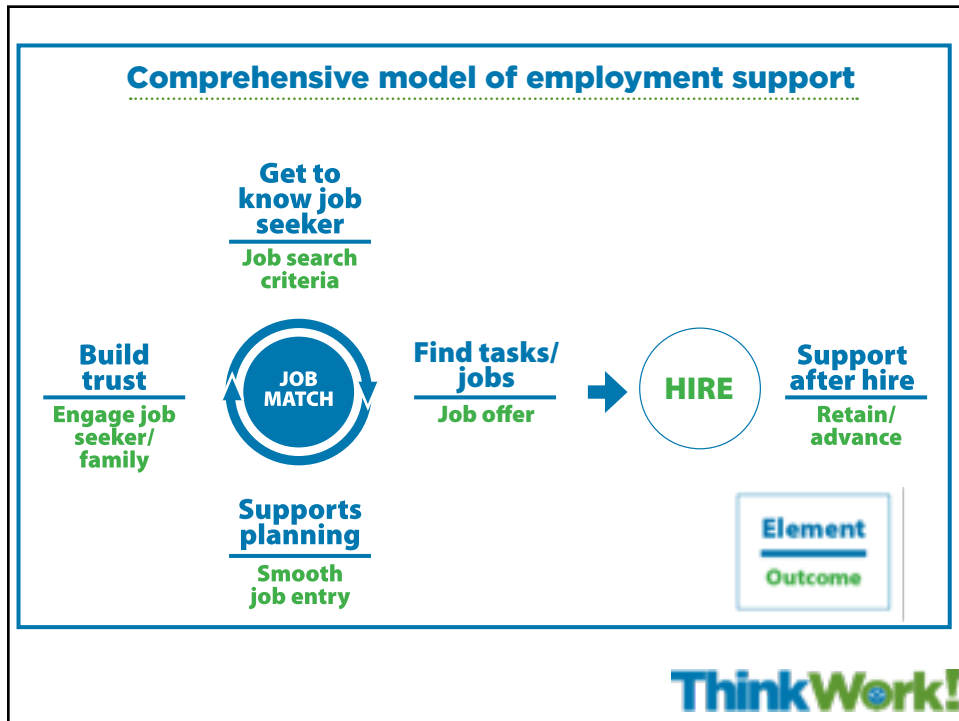 Comprehensive model of employment support
Get to
know job
seeker
Job search
criteria
Build
trust
Engage job
seeker/
family
JOB
MATCH
Find tasks/
jobs
Job offer
HIRE
Support
after hire
Retain/
advance
Supports
planning
Smooth
job entry
Element
Outcome
ThinkWork!